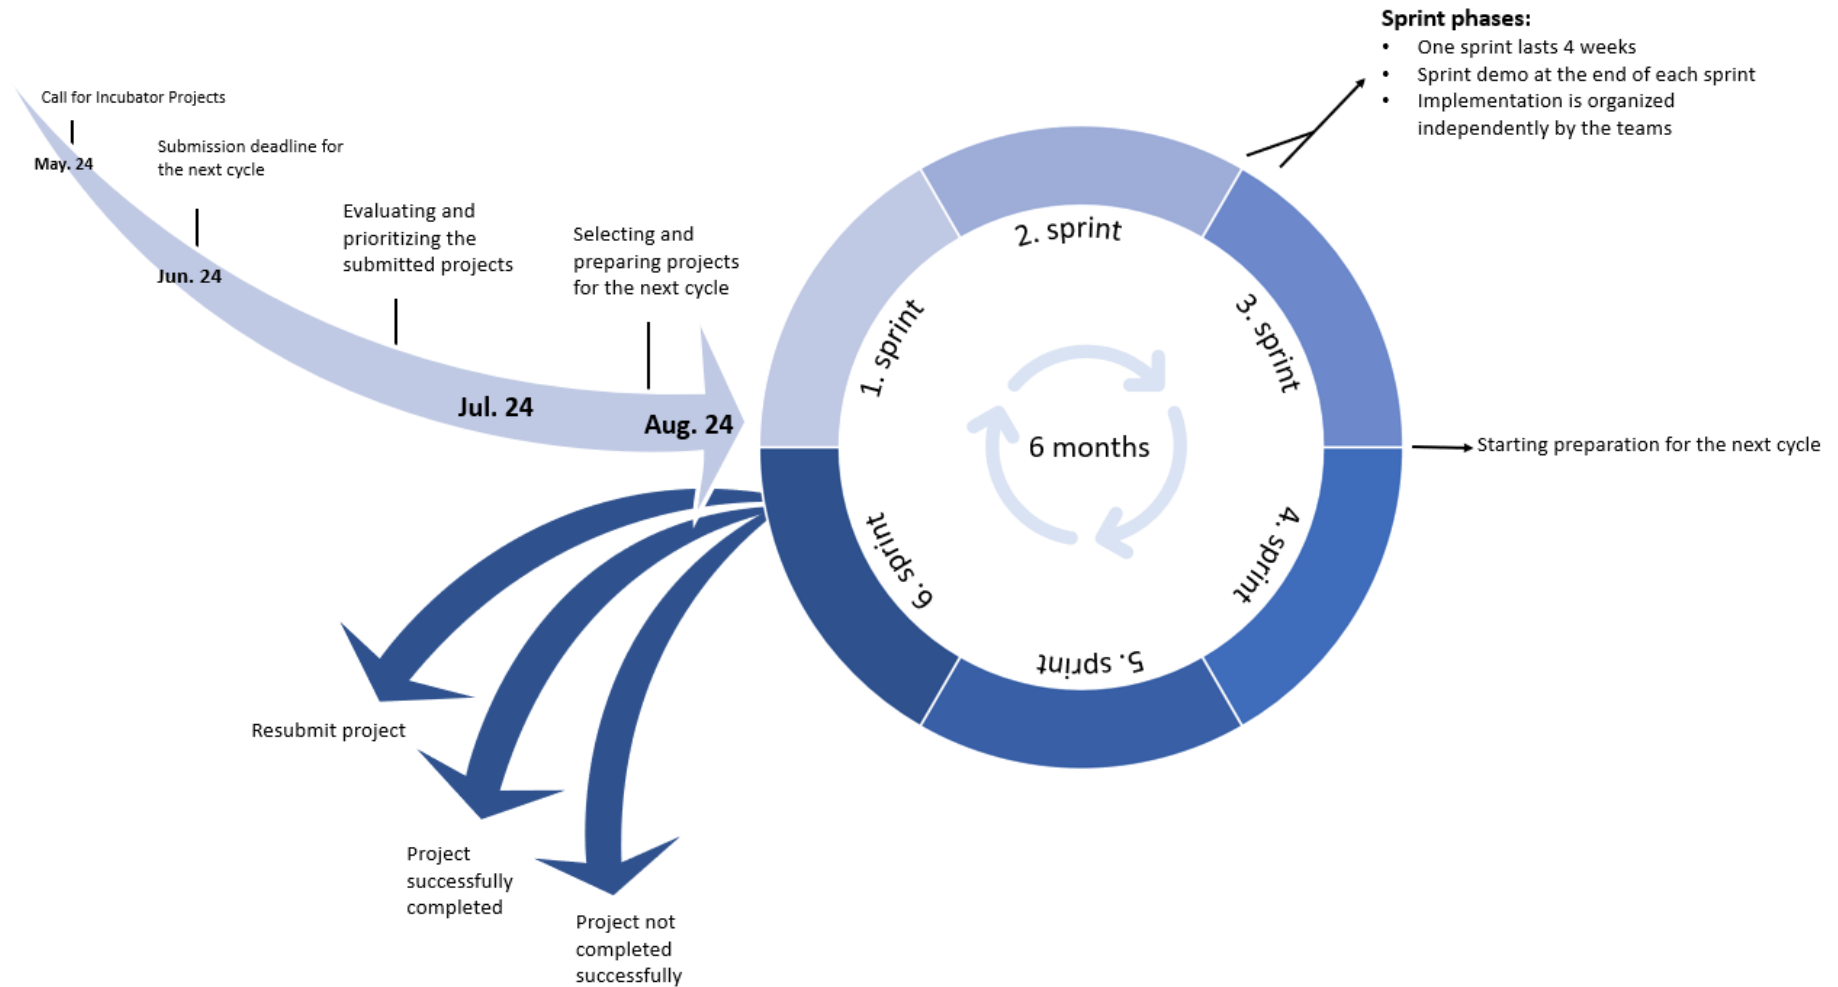 Sprint phases:
• One sprint lasts 4 weeks
• Sprint demo at the end of each sprint
• Implementation is organized
independently by the teams
Call for Incubator Projects
May. 24
Submission deadline for
the next cycle
Jun. 24
Evaluating and
prioritizing the
submitted projects
Jul. 24
Selecting and
preparing projects
for the next cycle
Aug. 24
1. sprint
2. sprint
3. sprint
4. sprint
5. sprint
6. sprint
6 months
Starting preparation for the next cycle
Resubmit project
Project
successfully
completed
Project not
completed
successfully